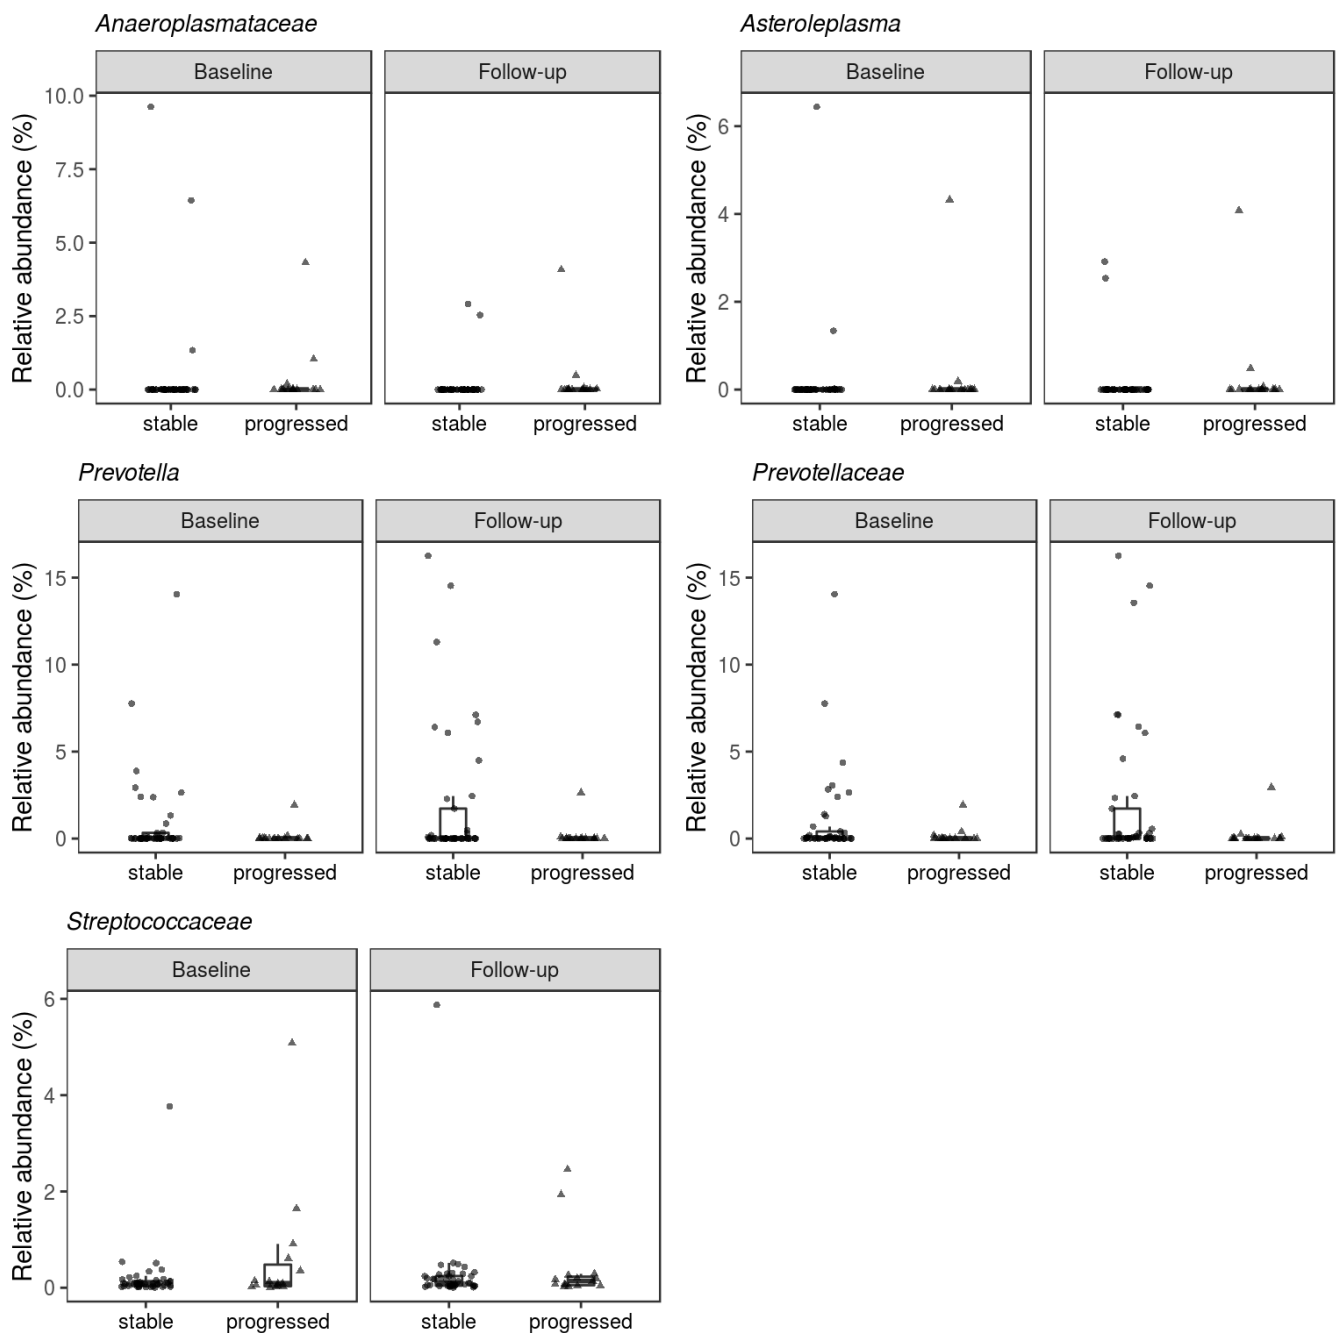 Anaeroplasmataceae
Baseline
Follow-up
Relative abundance (%)
10.0
7.5
5.0
2.5
0.0
stable
progressed
stable
progressed
Asteroleplasma
Baseline
Follow-up
Relative abundance (%)
6
4
2
0
stable
progressed
stable
progressed
Prevotella
Baseline
Follow-up
Relative abundance (%)
15
10
5
0
stable
progressed
stable
progressed
Prevotellaceae
Baseline
Follow-up
Relative abundance (%)
15
10
5
0
stable
progressed
stable
progressed
Streptococcaceae
Baseline
Follow-up
Relative abundance (%)
6
4
2
0
stable
progressed
stable
progressed